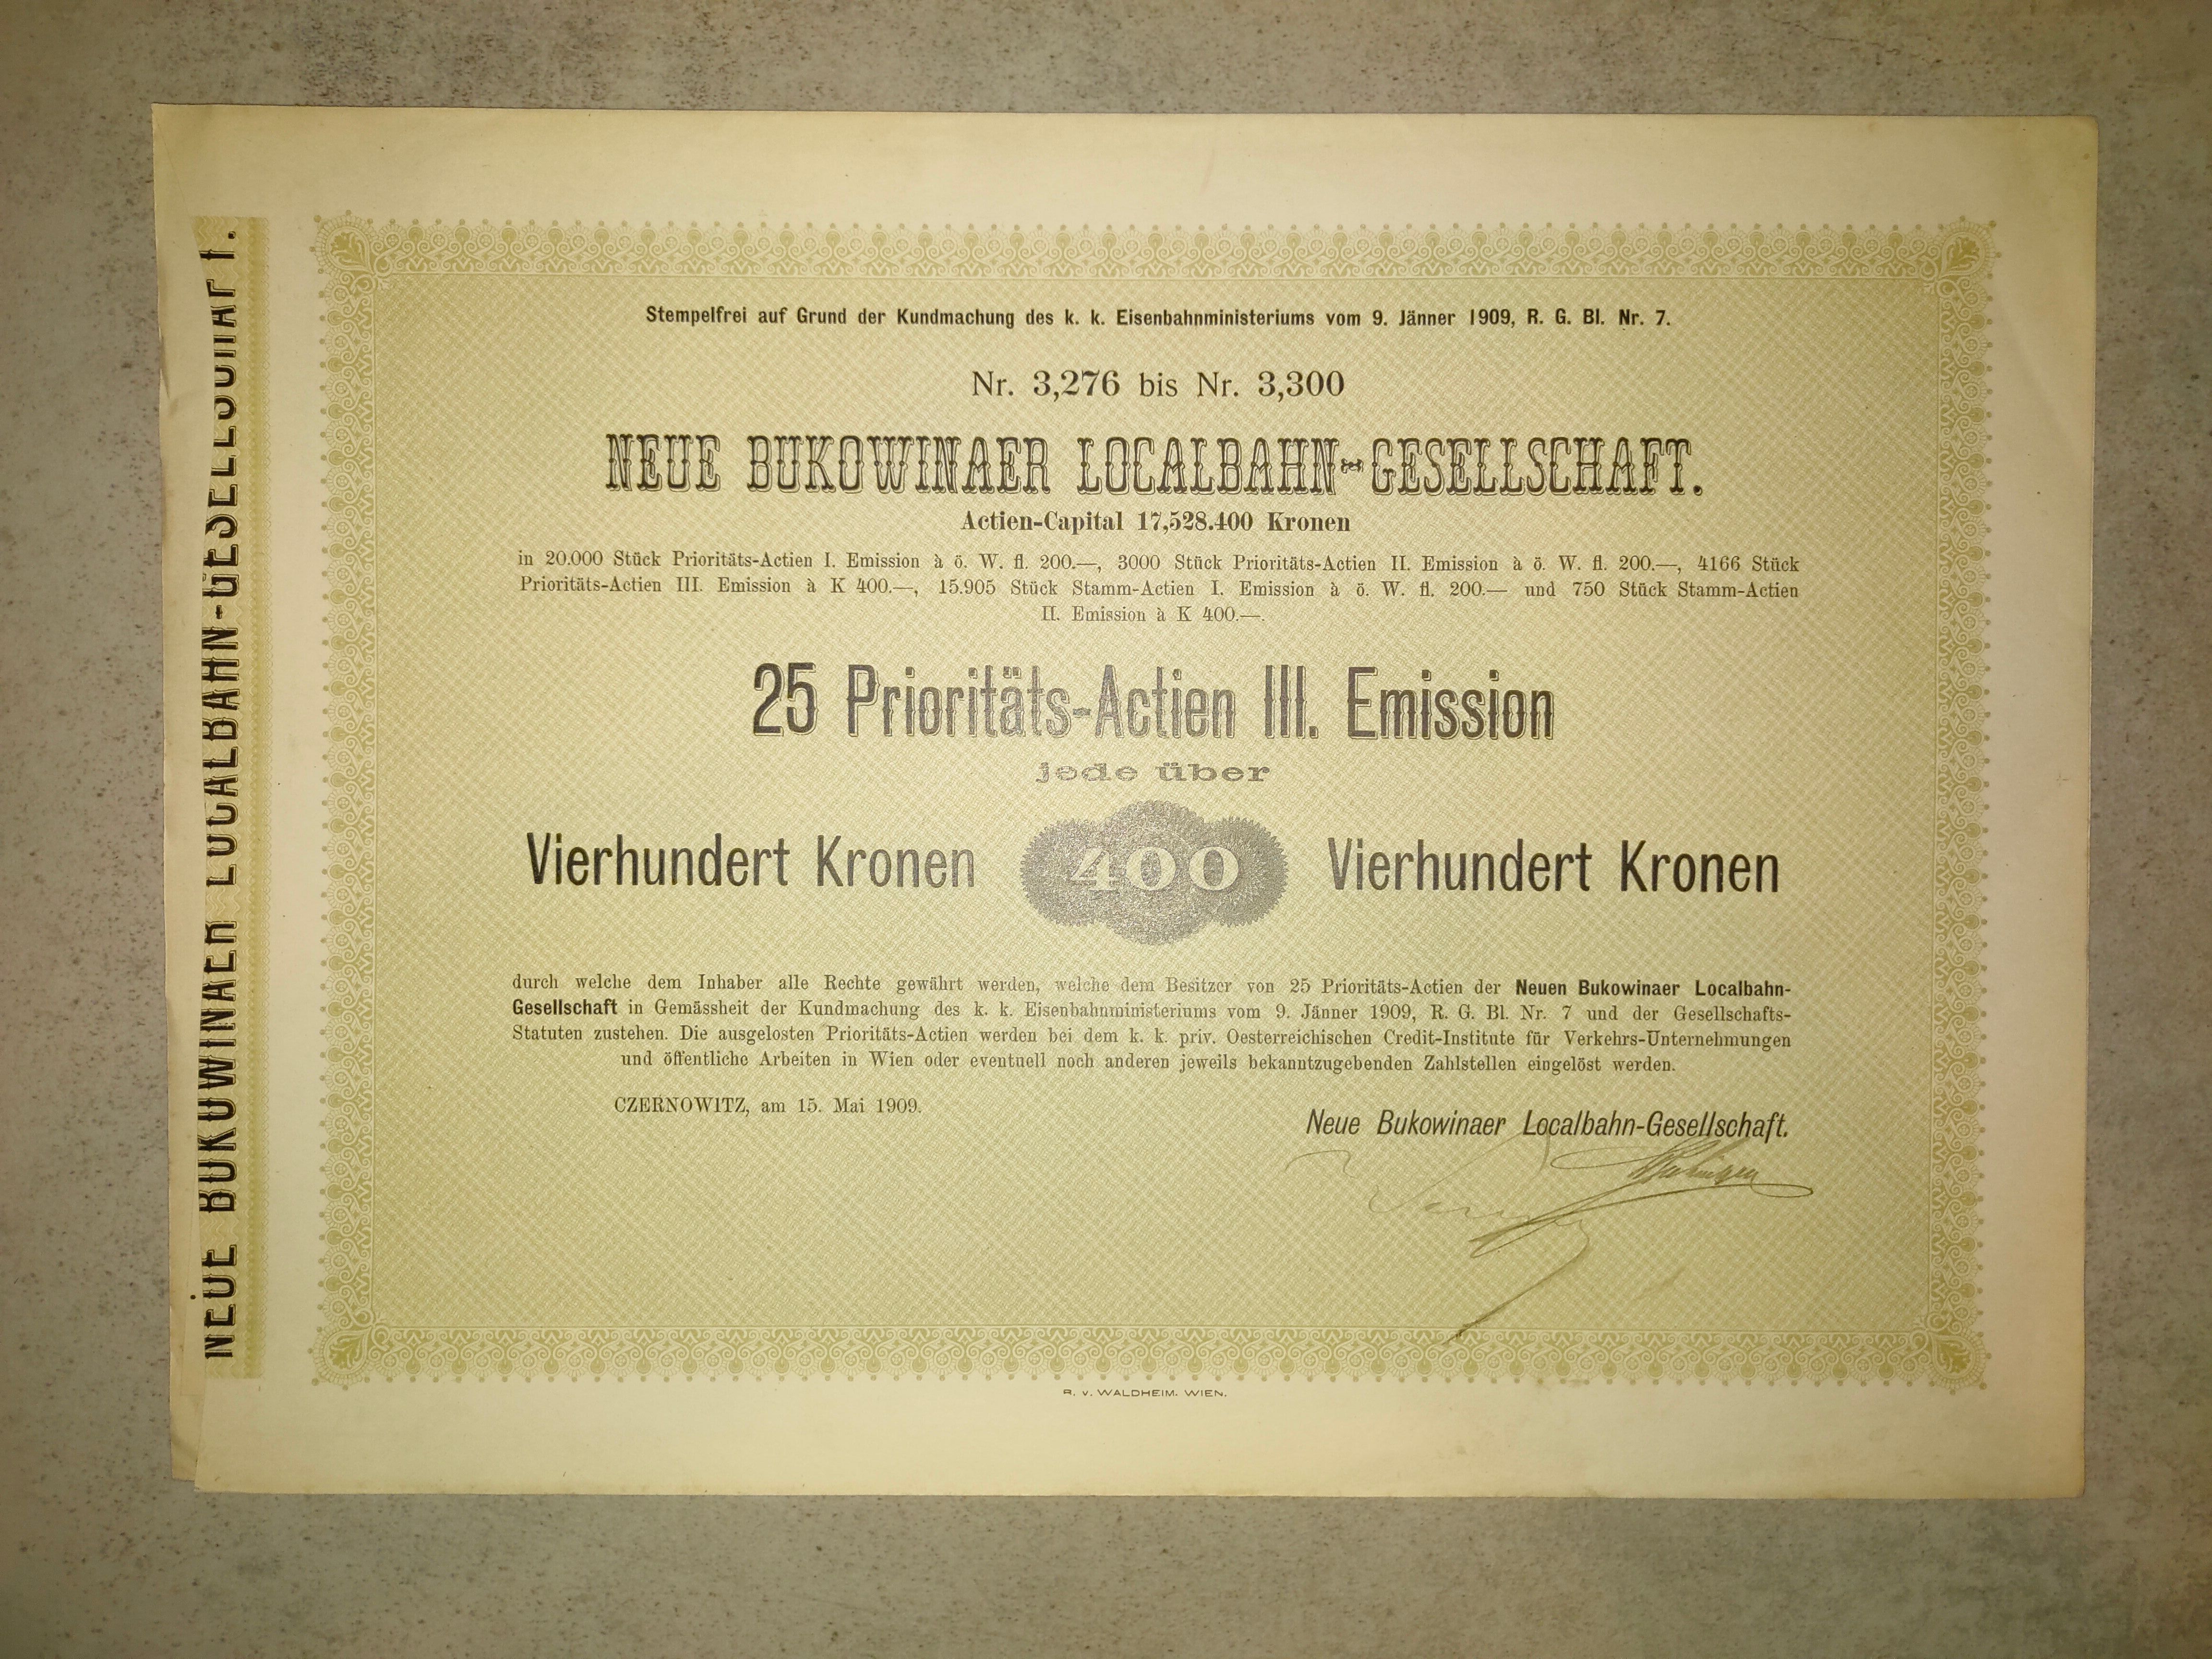 NEUE BUKOWINAER LOCALBAHN-GESELLSCHAFT.
Stempelfrei auf Grund der Kundmachung des k. k. Eisenbahnministeriums vom 9. Jänner 1909, R. G. Bl. Nr. 7.
Nr. 3,276 bis Nr. 3,300
NEUE BUKOWINAER LOCALBAHN-GESELLSCHAFT.
Actien-Capital 17,528.400 Kronen
in 20.000 Stück Prioritäts-Actien I. Emission à ö. W. fl. 200.—, 3000 Stück Prioritäts-Actien II. Emission à ö. W. fl. 200.—, 4166 Stück
Prioritäts-Actien III. Emission à K 400.—, 15.905 Stück Stamm-Actien I. Emission à ö. W. fl. 200.— und 750 Stück Stamm-Actien
II. Emission à K 400.—.
25 Prioritäts-Actien III. Emission
jede über
Vierhundert Kronen 400 Vierhundert Kronen
durch welche dem Inhaber alle Rechte gewährt werden, welche dem Besitzer von 25 Prioritäts-Actien der Neuen Bukowinaer Localbahn-
Gesellschaft in Gemässheit der Kundmachung des k. k. Eisenbahnministeriums vom 9. Jänner 1909, R. G. Bl. Nr. 7 und der Gesellschafts-
Statuten zustehen. Die ausgelosten Prioritäts-Actien werden bei dem k. k. priv. Oesterreichischen Credit-Institute für Verkehrs-Unternehmungen
und öffentliche Arbeiten in Wien oder eventuell noch anderen jeweils bekanntzugebenden Zahlstellen eingelöst werden.
CZERNOWITZ, am 15. Mai 1909.
Neue Bukowinaer Localbahn-Gesellschaft.
R. v. WALDHEIM. WIEN.